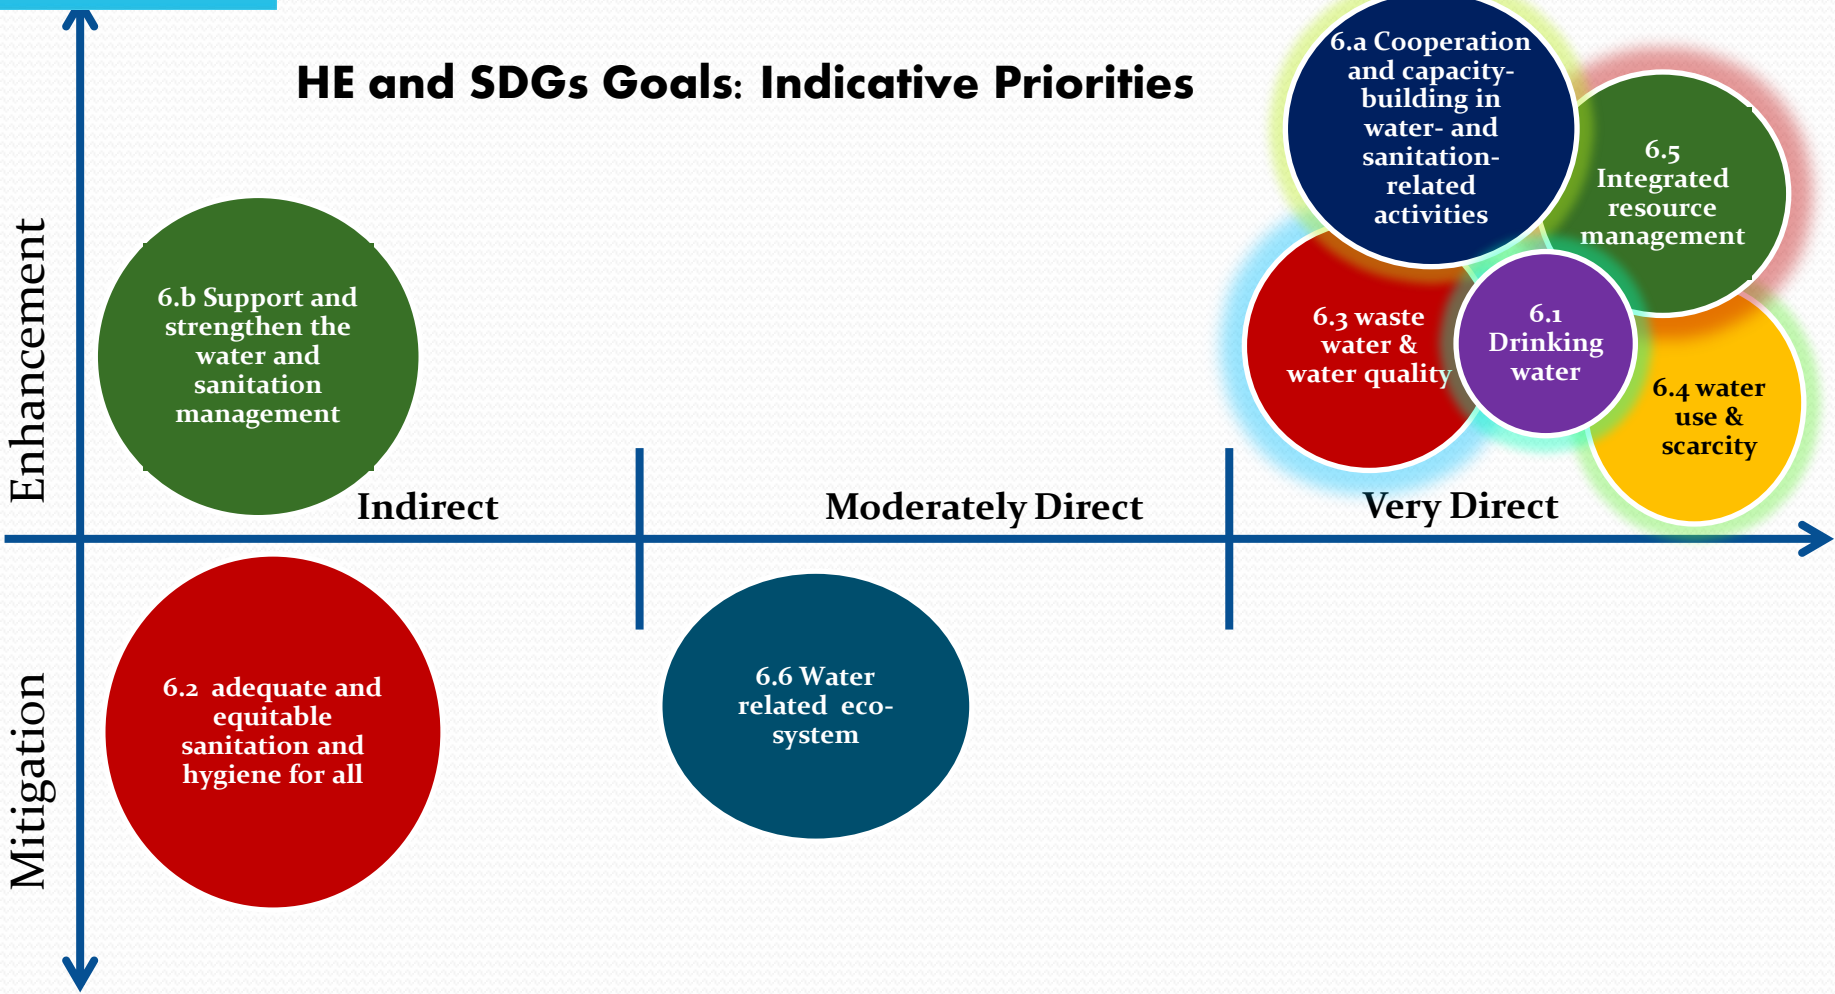 HE and SDGs Goals: Indicative Priorities
Enhancement
Mitigation
6.b Support and
strengthen the
water and
sanitation
management
6.a Cooperation
and capacity-
building in
water- and
sanitation-
related
activities
6.5
Integrated
resource
management
6.3 waste
water &
water quality
6.1
Drinking
water
6.4 water
use &
scarcity
Indirect
Moderately Direct
Very Direct
6.2 adequate and
equitable
sanitation and
hygiene for all
6.6 Water
related eco-
system